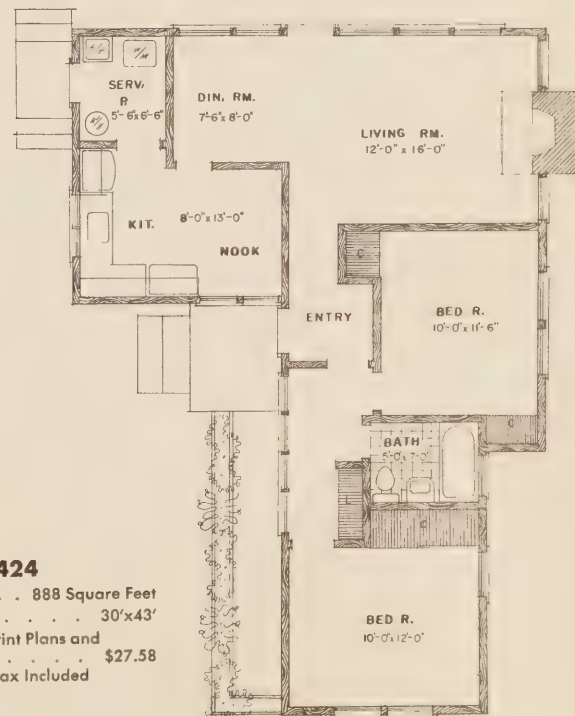 SERV.
R
5'-6"x6'-6"
DIN. RM.
7'-6"x 8'-0"
LIVING RM.
12'-0" x 16'-0"
KIT.
8'-0"x 13'-0"
NOOK
C
ENTRY
BED R.
10'-0"x 11'-6"
C
BATH
5'-0"x 7'-0"
L
C
BED R.
10'-0"x 12'-0"
424
. . 888 Square Feet
. . . . . 30'x43'
int Plans and
. . . . . $27.58
ax Included